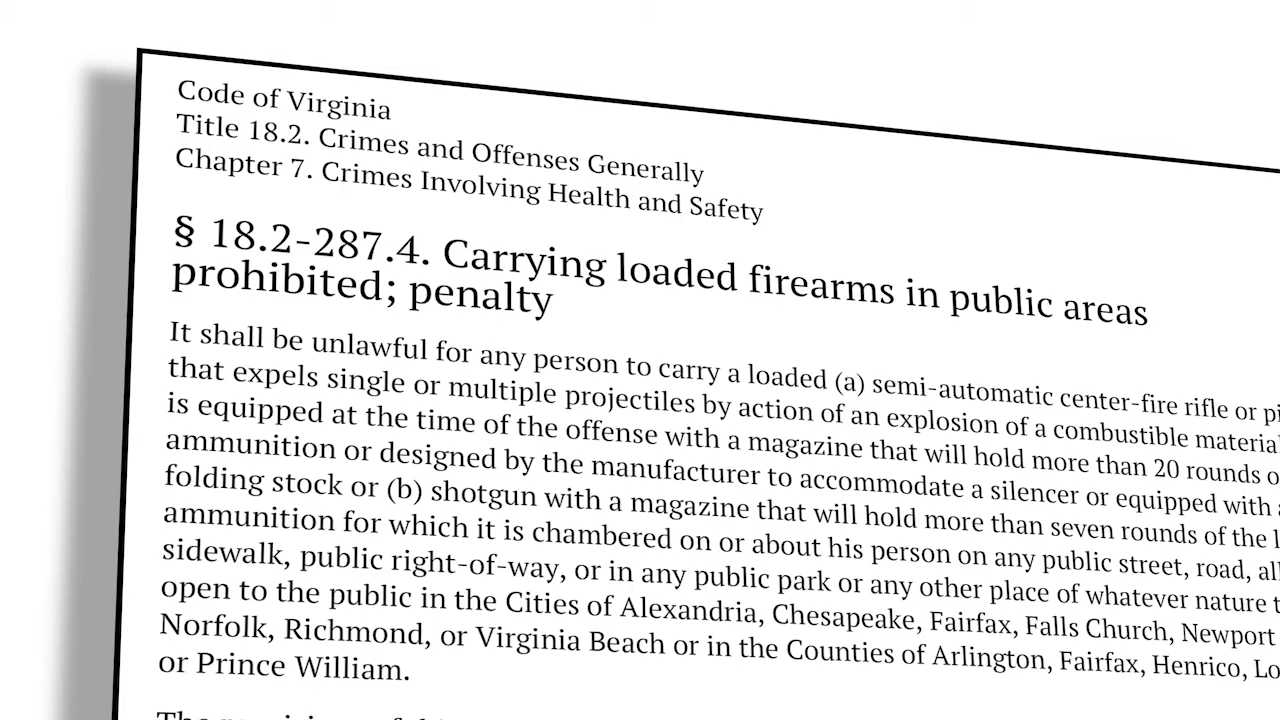 Code of Virginia
Title 18.2. Crimes and Offenses Generally
Chapter 7. Crimes Involving Health and Safety
§ 18.2-287.4. Carrying loaded firearms in public areas
prohibited; penalty
It shall be unlawful for any person to carry a loaded (a) semi-automatic center-fire rifle or
that expels single or multiple projectiles by action of an explosion of a combustible material
is equipped at the time of the offense with a magazine that will hold more than 20 rounds
ammunition or designed by the manufacturer to accommodate a silencer or equipped with
folding stock or (b) shotgun with a magazine that will hold more than seven rounds of the
ammunition for which it is chambered on or about his person on any public street, road,
sidewalk, public right-of-way, or in any public park or any other place of whatever nature
open to the public in the Cities of Alexandria, Chesapeake, Fairfax, Falls Church, Newport
Norfolk, Richmond, or Virginia Beach or in the Counties of Arlington, Fairfax, Henrico,
or Prince William.